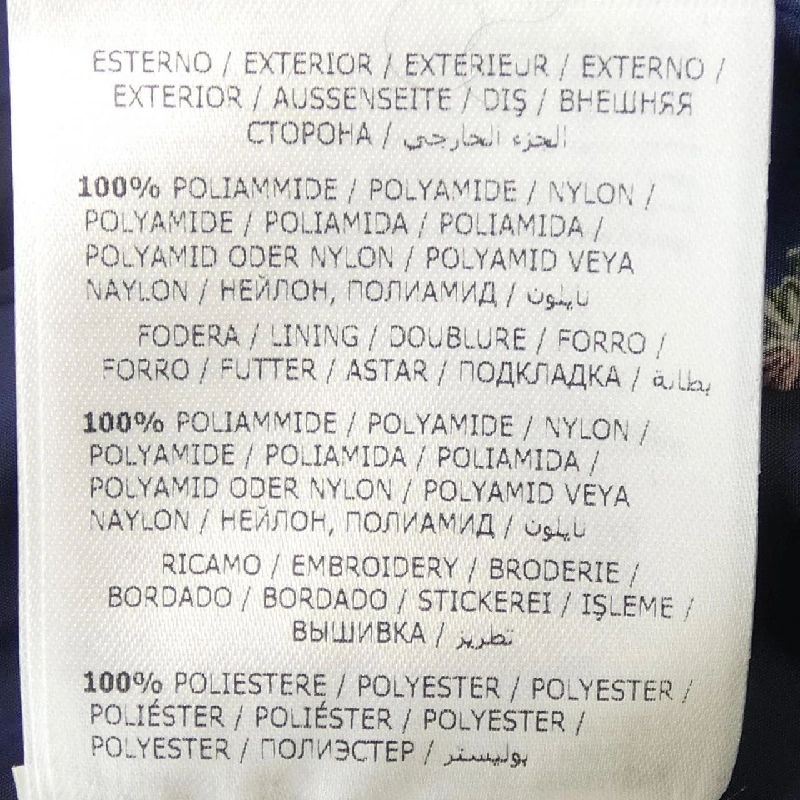 ESTERNO / EXTERIOR / EXTERIEUR / EXTERNO /
EXTERIOR / AUSSENSEITE / DIŞ / ВНЕШНЯЯ
СТОРОНА / الجزء الخارجي
100% POLIAMMIDE / POLYAMIDE / NYLON /
POLYAMIDE / POLIAMIDA / POLIAMIDA /
POLYAMID ODER NYLON / POLYAMID VEYA
NAYLON / НЕЙЛОН, ПОЛИАМИД / نايلون
FODERA / LINING / DOUBLURE / FORRO /
FORRO / FUTTER / ASTAR / ПОДКЛАДКА / بطانة
100% POLIAMMIDE / POLYAMIDE / NYLON /
POLYAMIDE / POLIAMIDA / POLIAMIDA /
POLYAMID ODER NYLON / POLYAMID VEYA
NAYLON / НЕЙЛОН, ПОЛИАМИД / نايلون
RICAMO / EMBROIDERY / BRODERIE /
BORDADO / BORDADO / STICKEREI / IŞLEME /
ВЫШИВКА / تطريز
100% POLIESTERE / POLYESTER / POLYESTER /
POLIÉSTER / POLIÉSTER / POLYESTER /
POLYESTER / ПОЛИЭСТЕР / بوليستر